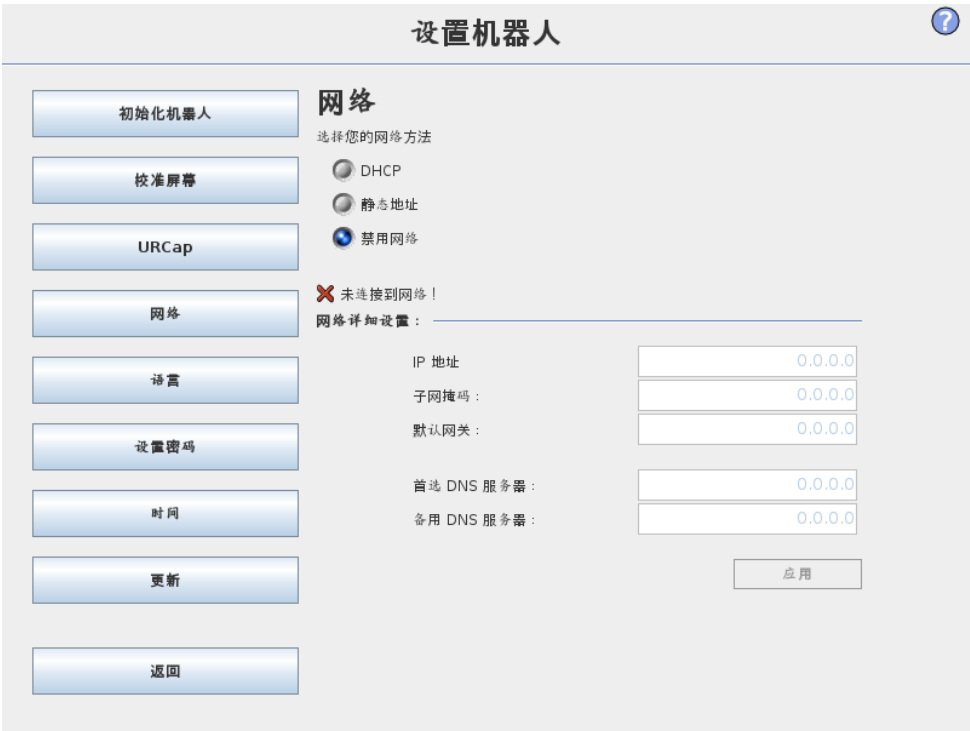 设置机器人
?
初始化机器人
校准屏幕
URCap
网络
语言
设置密码
时间
更新
返回
网络
选择您的网络方法
DHCP
静态地址
禁用网络
未连接到网络！
网络详细设置：
IP 地址 0.0.0.0
子网掩码： 0.0.0.0
默认网关： 0.0.0.0
首选 DNS 服务器： 0.0.0.0
备用 DNS 服务器： 0.0.0.0
应用